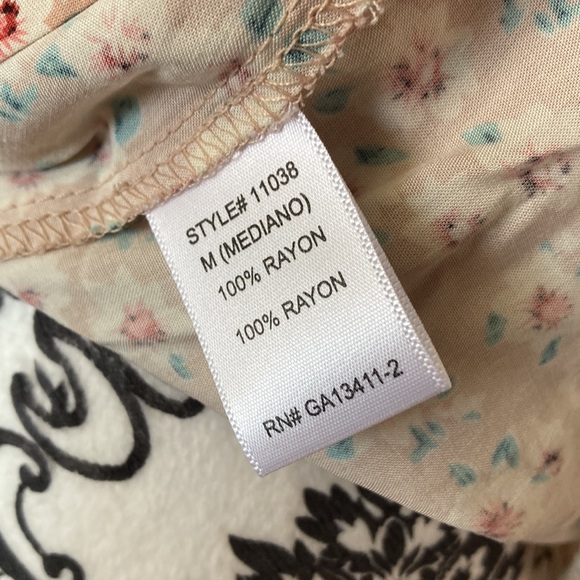 STYLE# 11038
M (MEDIANO)
100% RAYON
100% RAYON
RN# GA13411-2